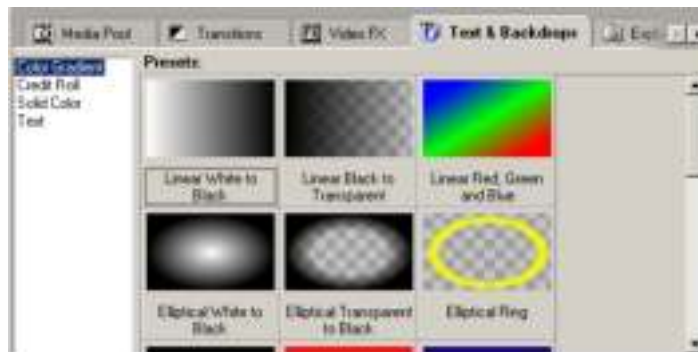 Media Pool
Transitions
Video FX
Text & Backdrops
Expl
Color Gradient
Credit Roll
Solid Color
Text
Presets:
Linear White to
Black
Linear Black to
Transparent
Linear Red, Green
and Blue
Elliptical White to
Black
Elliptical Transparent
to Black
Elliptical Ring